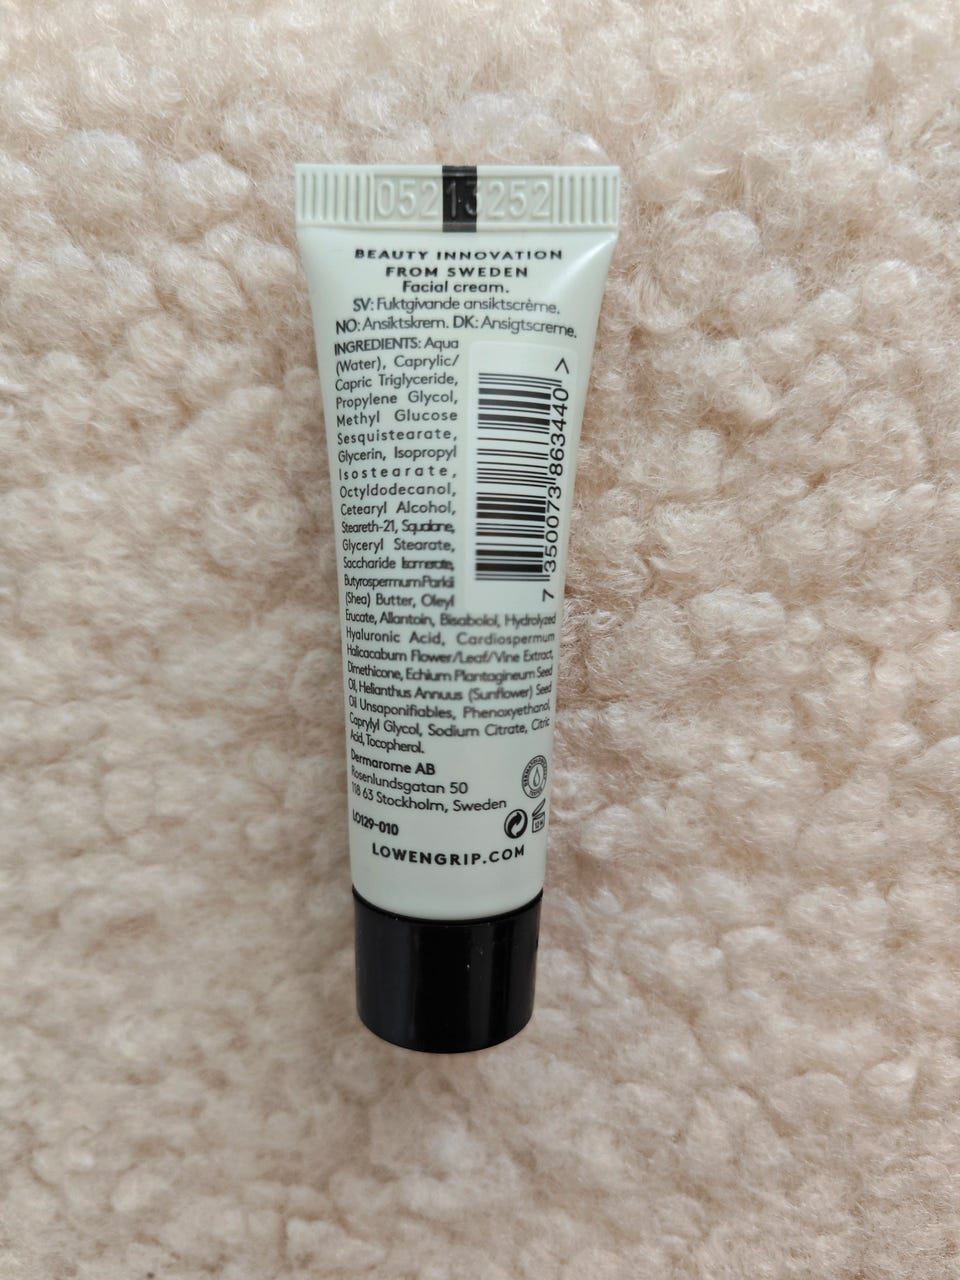 05213252
BEAUTY INNOVATION
FROM SWEDEN
Facial cream.
SV: Fuktgivande ansiktscrème.
NO: Ansiktskrem. DK: Ansigtscreme.
INGREDIENTS: Aqua
(Water), Caprylic/
Capric Triglyceride,
Propylene Glycol,
Methyl Glucose
Sesquistearate,
Glycerin, Isopropyl
Isostearate,
Octyldodecanol,
Cetearyl Alcohol,
Steareth-21, Squalane,
Glyceryl Stearate,
Saccharide Isomerate,
Butyrospermum Parkii
(Shea) Butter, Oleyl
Erucate, Allantoin, Bisabolol, Hydrolyzed
Hyaluronic Acid, Cardiospermum
Halicacabum Flower/Leaf/Vine Extract,
Dimethicone, Echium Plantagineum Seed
Oil, Helianthus Annuus (Sunflower) Seed
Oil Unsaponifiables, Phenoxyethanol,
Caprylyl Glycol, Sodium Citrate, Citric
Acid, Tocopherol.
7 350073 863440 >
Dermarome AB
Rosenlundsgatan 50
118 63 Stockholm, Sweden
L0129-010
12 M
LOWENGRIP.COM